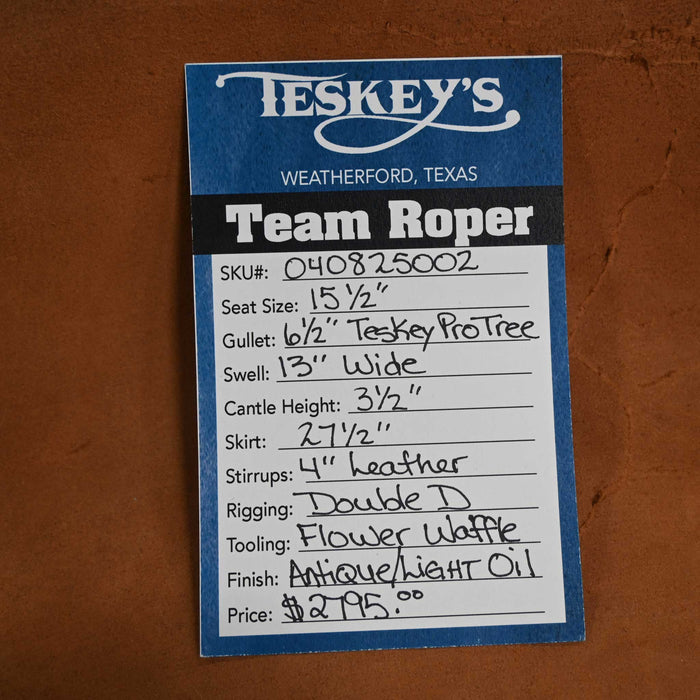 TESKEY'S
WEATHERFORD, TEXAS
Team Roper
SKU#: 040825002
Seat Size: 15 1/2"
Gullet: 6 1/2" Teskey ProTree
Swell: 13" Wide
Cantle Height: 3 1/2"
Skirt: 27 1/2"
Stirrups: 4" Leather
Rigging: Double D
Tooling: Flower Waffle
Finish: Antique/Light Oil
Price: $2795.00